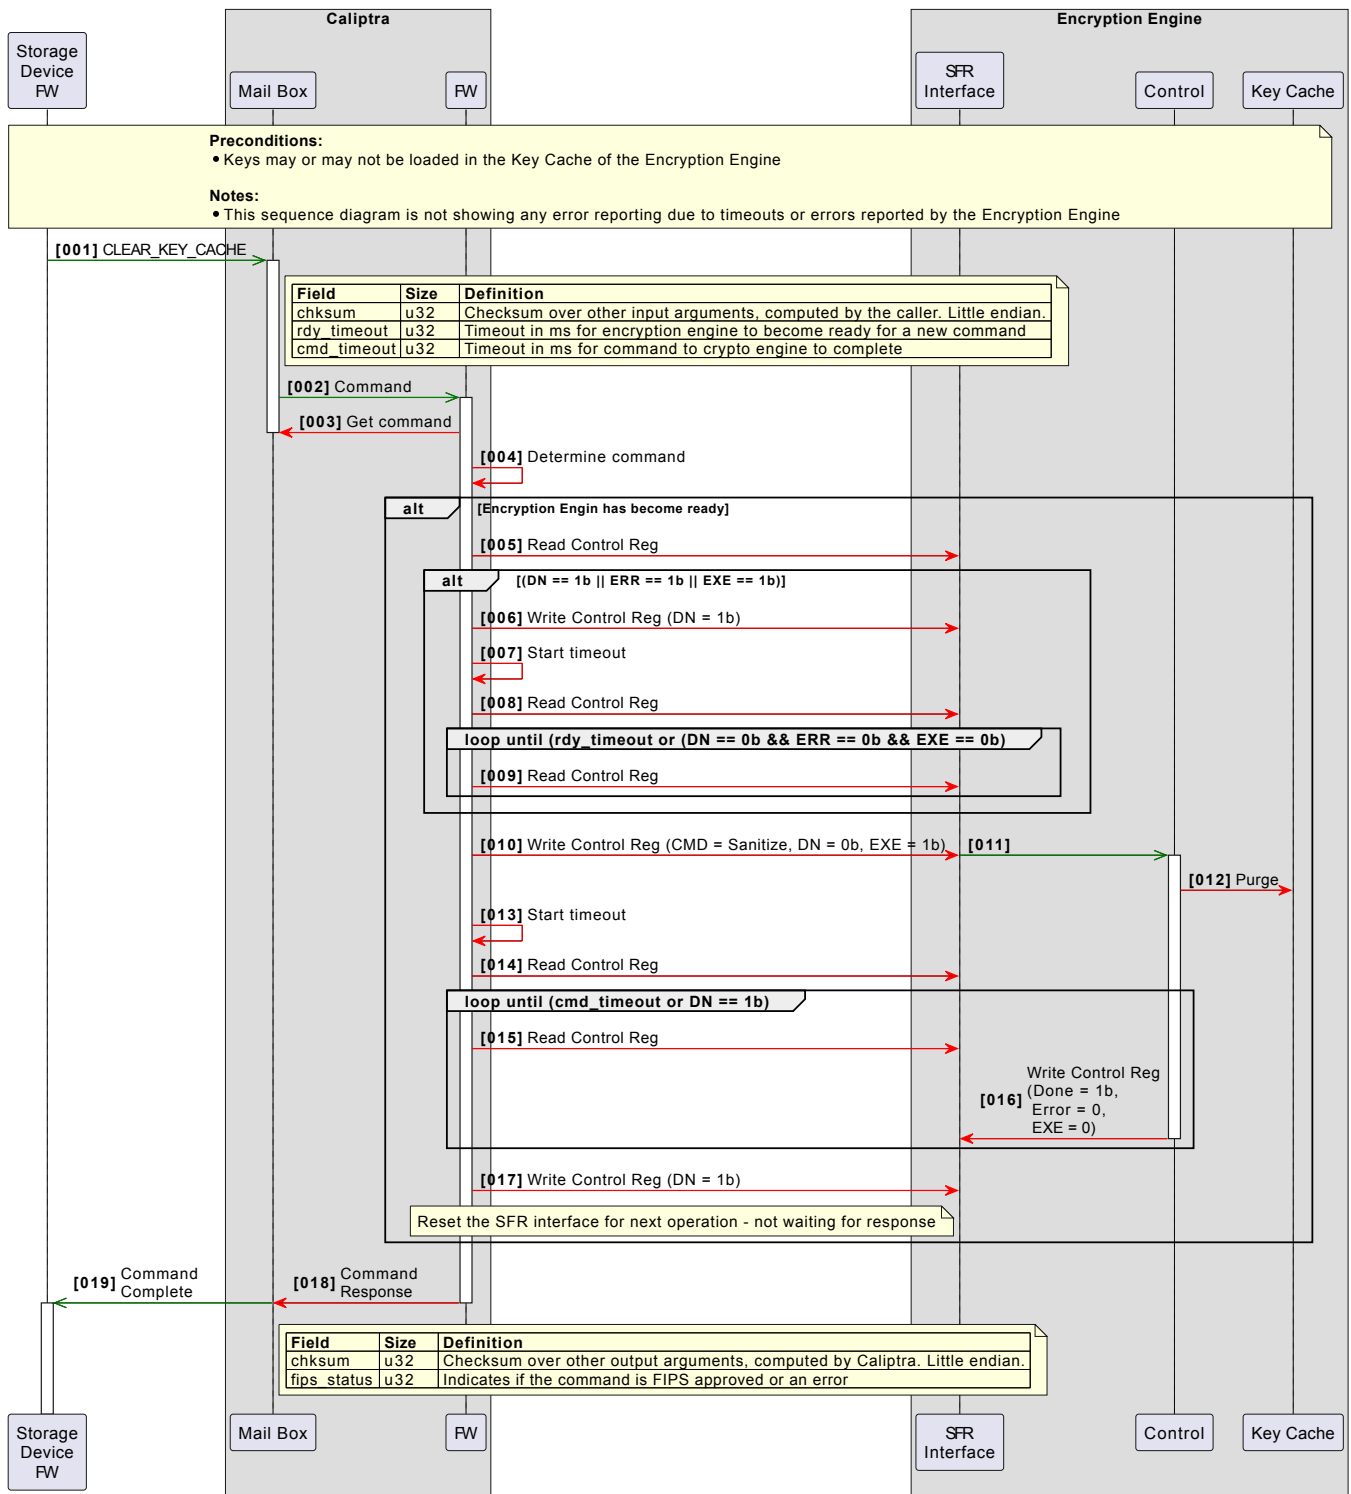 Caliptra
Encryption Engine
Storage
Device
FW
Mail Box
FW
SFR
Interface
Control
Key Cache
Preconditions:
• Keys may or may not be loaded in the Key Cache of the Encryption Engine
Notes:
• This sequence diagram is not showing any error reporting due to timeouts or errors reported by the Encryption Engine
[001] CLEAR_KEY_CACHE
Field Size Definition
chksum u32 Checksum over other input arguments, computed by the caller. Little endian.
rdy_timeout u32 Timeout in ms for encryption engine to become ready for a new command
cmd_timeout u32 Timeout in ms for command to crypto engine to complete
[002] Command
[003] Get command
[004] Determine command
alt [Encryption Engin has become ready]
[005] Read Control Reg
alt [(DN == 1b || ERR == 1b || EXE == 1b)]
[006] Write Control Reg (DN = 1b)
[007] Start timeout
[008] Read Control Reg
loop until (rdy_timeout or (DN == 0b && ERR == 0b && EXE == 0b)
[009] Read Control Reg
[010] Write Control Reg (CMD = Sanitize, DN = 0b, EXE = 1b) [011]
[012] Purge
[013] Start timeout
[014] Read Control Reg
loop until (cmd_timeout or DN == 1b)
[015] Read Control Reg
Write Control Reg
[016] (Done = 1b,
Error = 0,
EXE = 0)
[017] Write Control Reg (DN = 1b)
Reset the SFR interface for next operation - not waiting for response
[019] Command
Complete
[018] Command
Response
Field Size Definition
chksum u32 Checksum over other output arguments, computed by Caliptra. Little endian.
fips_status u32 Indicates if the command is FIPS approved or an error
Storage
Device
FW
Mail Box
FW
SFR
Interface
Control
Key Cache